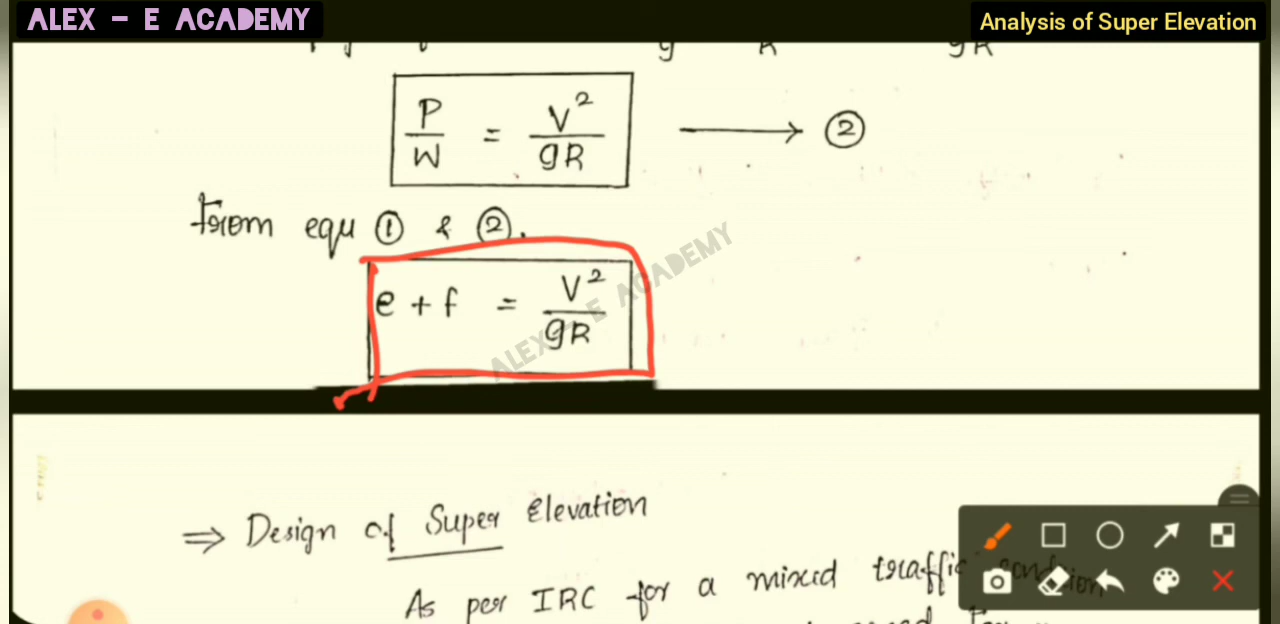 ALEX – E ACADEMY
Analysis of Super Elevation
P/W = V²/gR → ②
From equ ① & ②.
e + f = V²/gR
ALEX – E ACADEMY
⇒ Design of Super Elevation
As per IRC for a mixed traffic condition